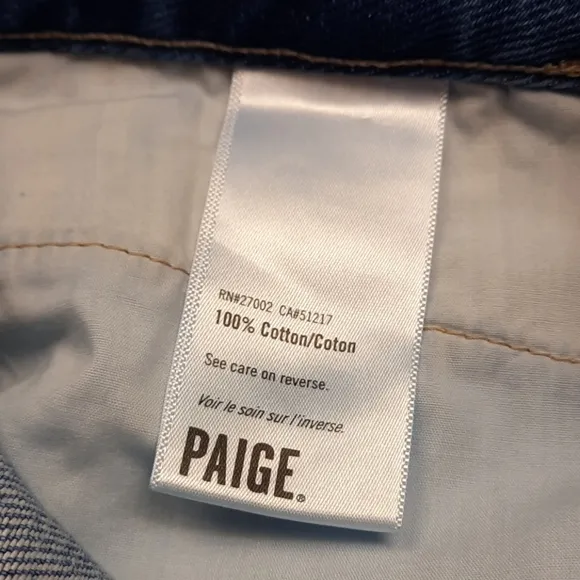 RN#27002 CA#51217
100% Cotton/Coton
See care on reverse.
Voir le soin sur l'inverse.
PAIGE®